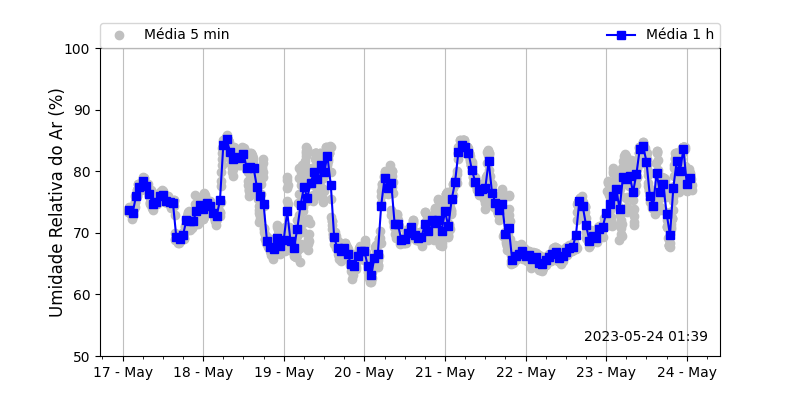 Média 5 min
Média 1 h
Umidade Relativa do Ar (%)
100
90
80
70
60
50
2023-05-24 01:39
17 - May
18 - May
19 - May
20 - May
21 - May
22 - May
23 - May
24 - May